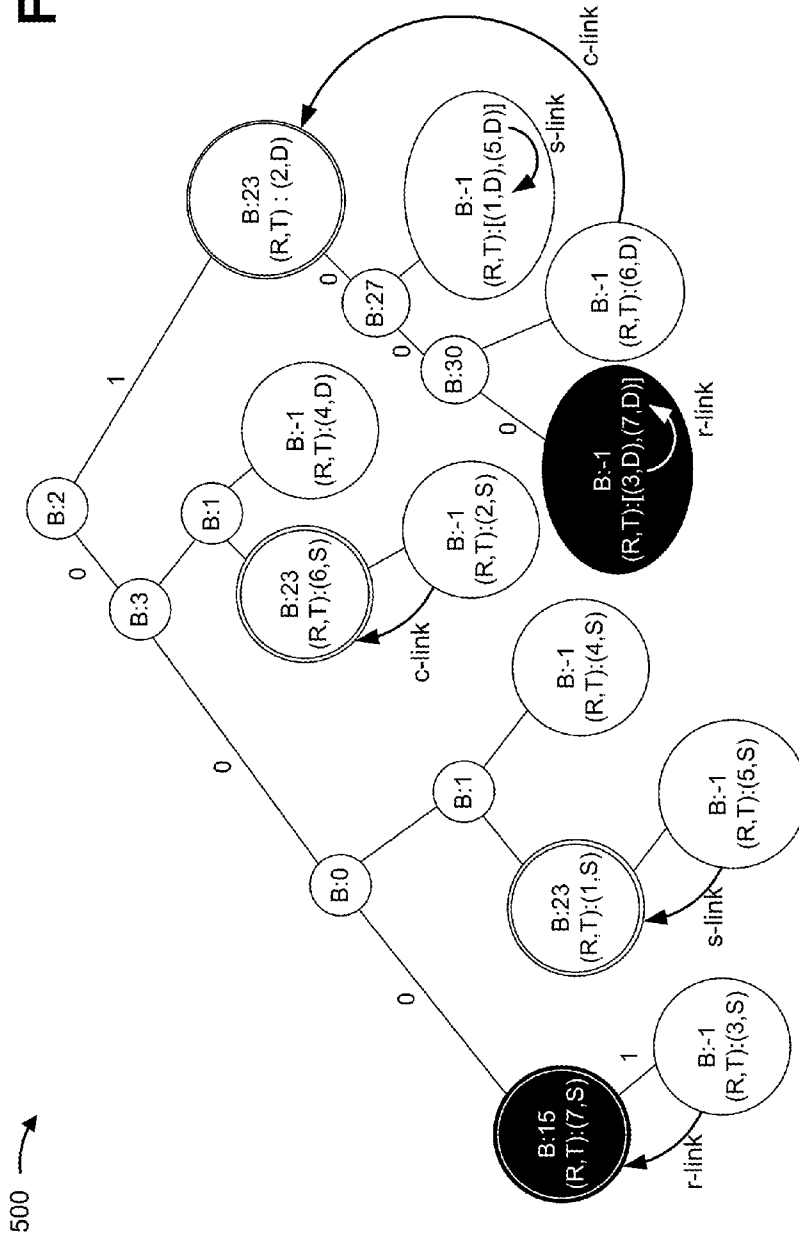 F
500
B:2
0
1
B:3
0
B:1
B:23
(R,T) : (2,D)
0
B:27
0
B:-1
(R,T):[(1,D),(5,D)]
s-link
c-link
B:30
0
B:-1
(R,T):(6,D)
B:-1
(R,T):[(3,D),(7,D)]
r-link
B:-1
(R,T):(4,D)
B:23
(R,T):(6,S)
B:-1
(R,T):(2,S)
c-link
B:0
0
B:1
B:-1
(R,T):(4,S)
B:23
(R,T):(1,S)
B:-1
(R,T):(5,S)
s-link
B:15
(R,T):(7,S)
1
B:-1
(R,T):(3,S)
r-link